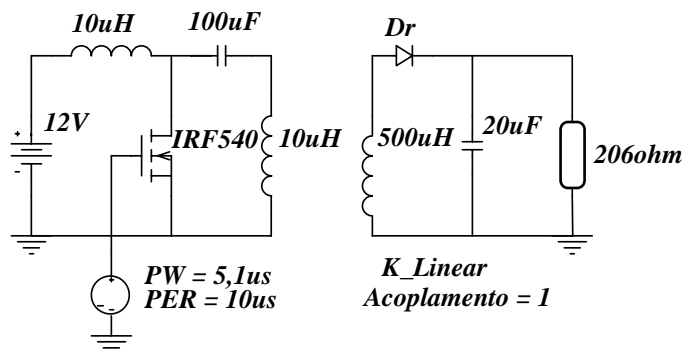 10uH
100uF
Dr
12V
IRF540
10uH
500uH
20uF
206ohm
PW = 5,1us
PER = 10us
K_Linear
Acoplamento = 1